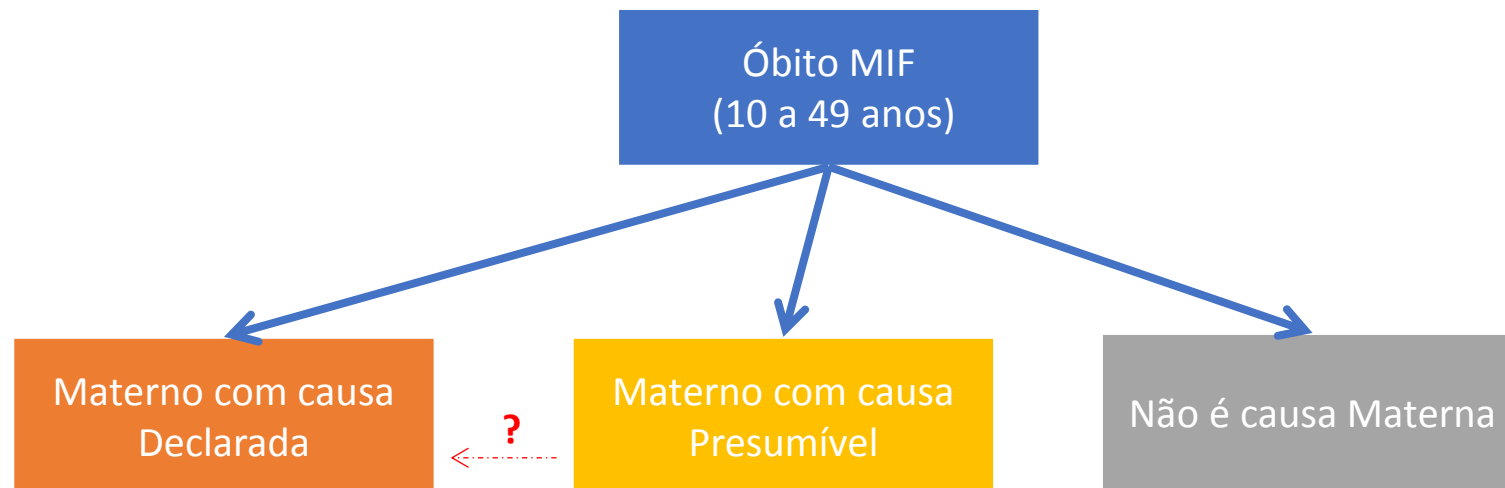 Óbito MIF
(10 a 49 anos)
Materno com causa
Declarada
?
Materno com causa
Presumível
Não é causa Materna